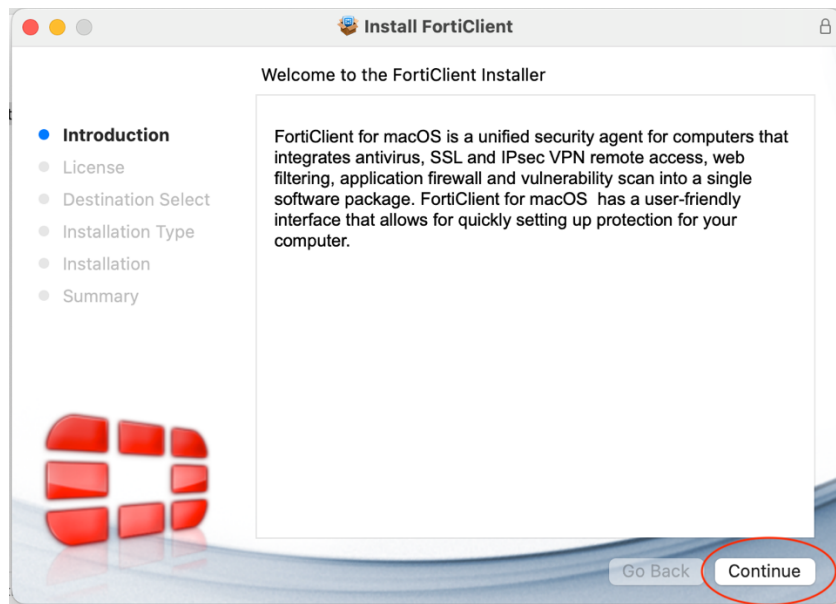 Install FortiClient
Welcome to the FortiClient Installer
Introduction
License
Destination Select
Installation Type
Installation
Summary
FortiClient for macOS is a unified security agent for computers that
integrates antivirus, SSL and IPsec VPN remote access, web
filtering, application firewall and vulnerability scan into a single
software package. FortiClient for macOS  has a user-friendly
interface that allows for quickly setting up protection for your
computer.
Go Back
Continue